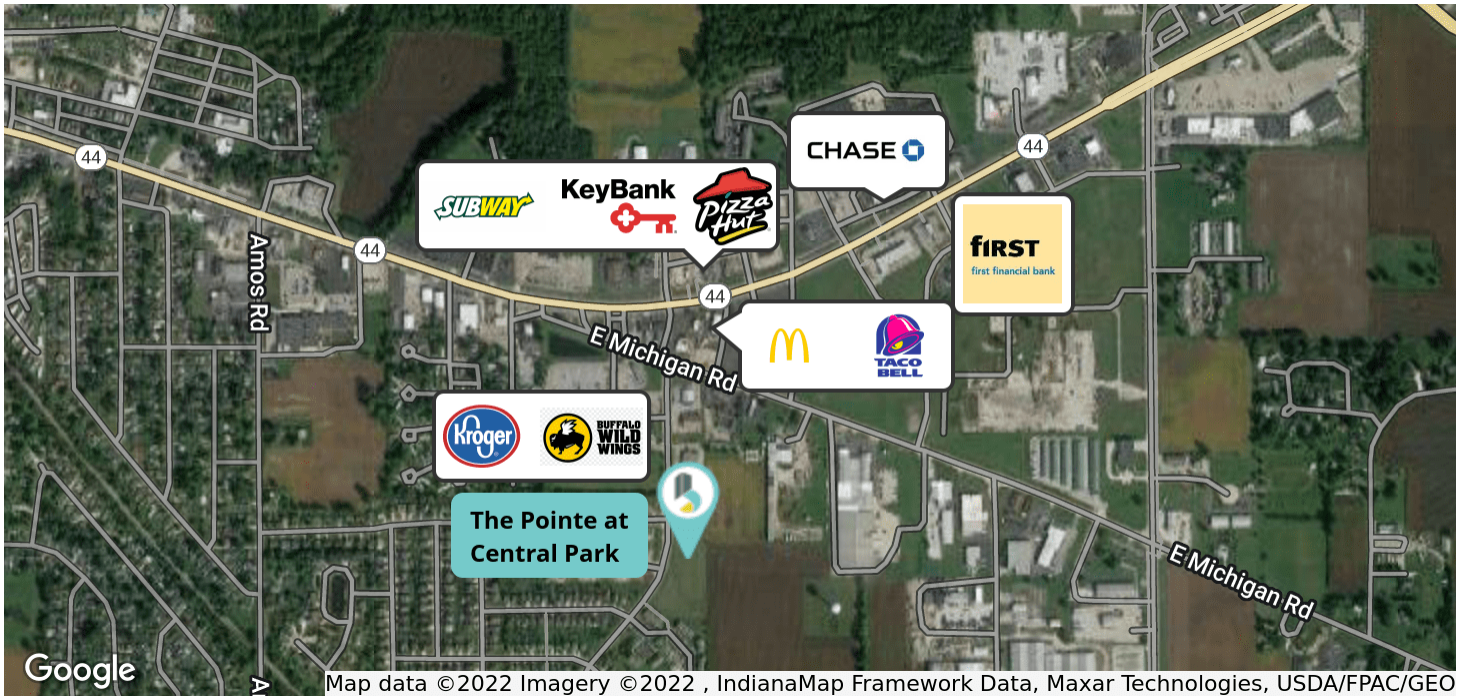 44
CHASE
44
SUBWAY
KeyBank
Pizza
Hut
44
Amos Rd
fiRST
first financial bank
44
E Michigan Rd
TACO
BELL
Kroger
BUFFALO
WILD
WINGS
The Pointe at
Central Park
E Michigan Rd
Google
A
Map data ©2022 Imagery ©2022 , IndianaMap Framework Data, Maxar Technologies, USDA/FPAC/GEO